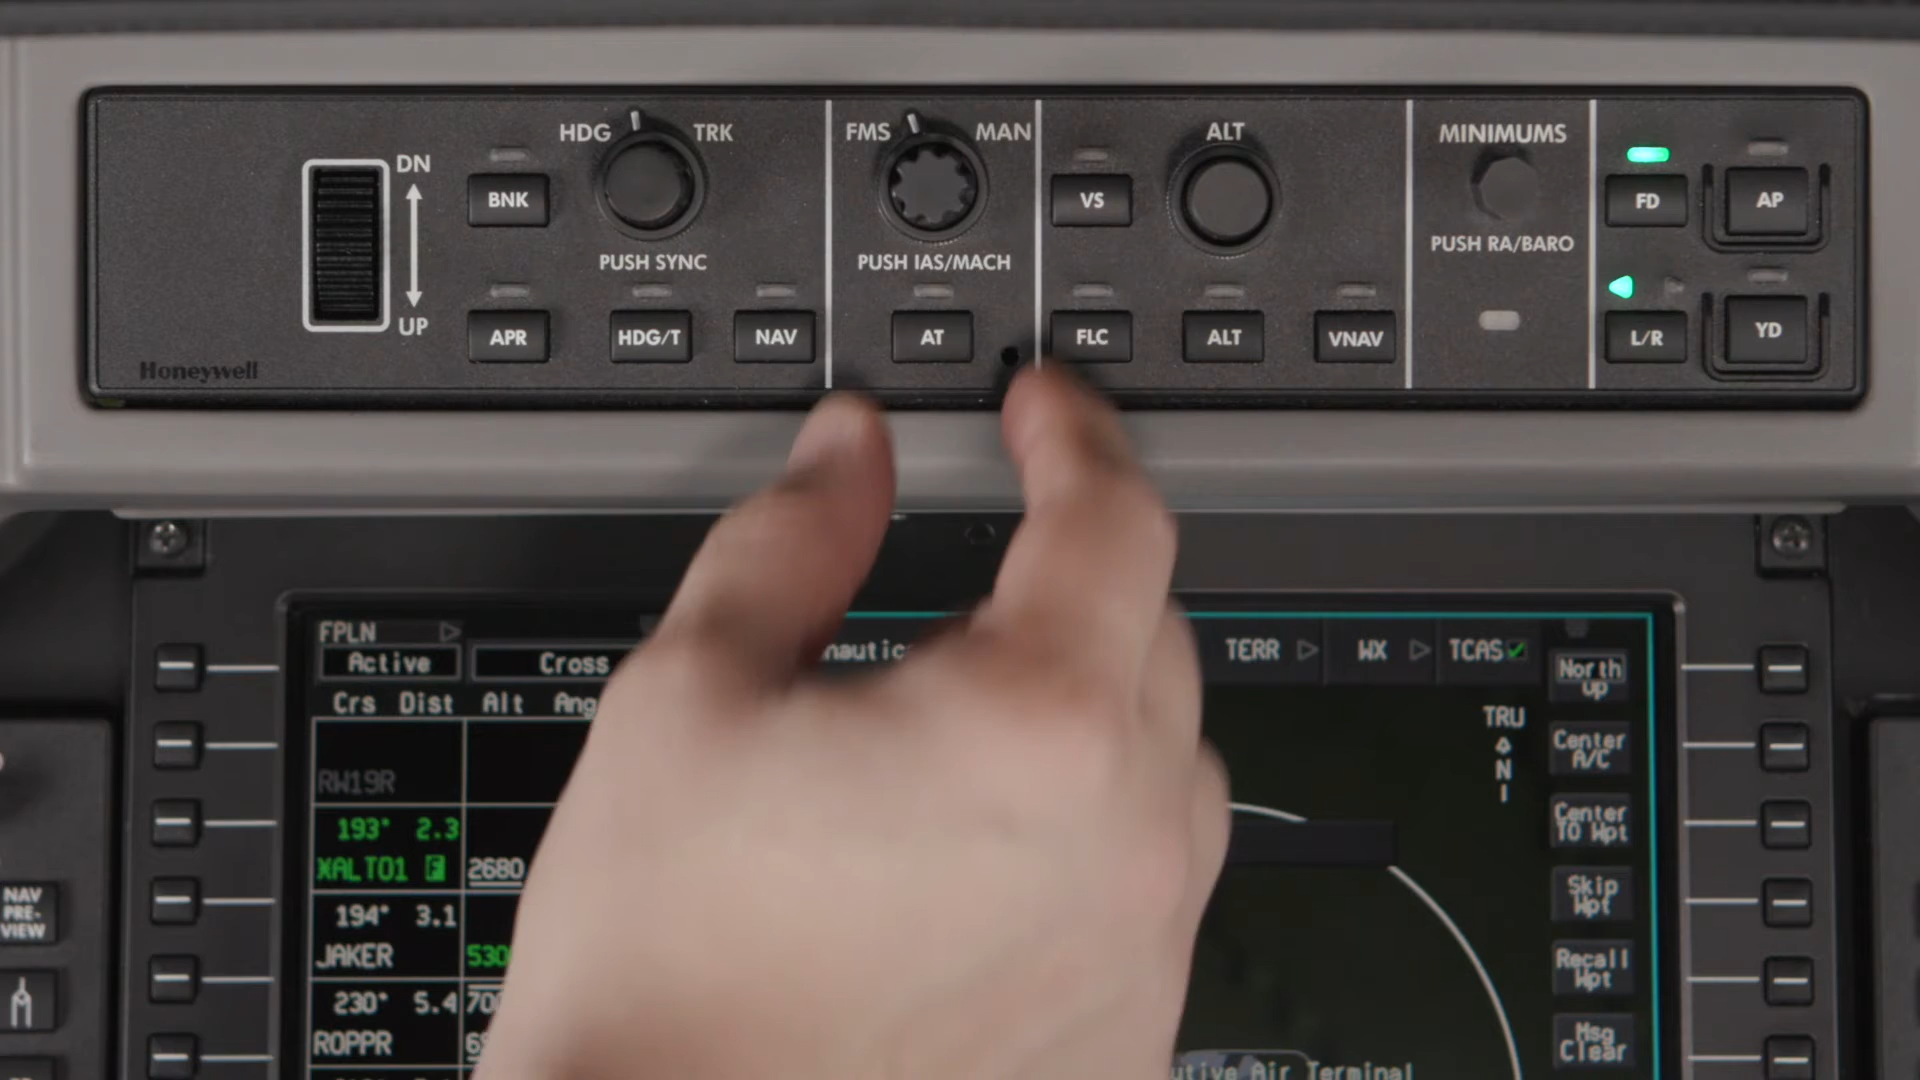 HDG TRK
FMS MAN
ALT
MINIMUMS
DN
BNK
VS
FD
AP
PUSH SYNC
PUSH IAS/MACH
PUSH RA/BARO
UP
APR
HDG/T
NAV
AT
FLC
ALT
VNAV
L/R
YD
Honeywell
FPLN
Active
Cross
TERR
WX
TCAS
North
Up
Crs Dist Alt Ang
TRU
N
Center
A/C
RW19R
193° 2.3
XALTO1 F 2680
Center
TO Wpt
NAV
PRE-
VIEW
194° 3.1
JAKER
Skip
Wpt
Recall
Wpt
230° 5.4
ROPPR
Msg
Clear
Air Terminal